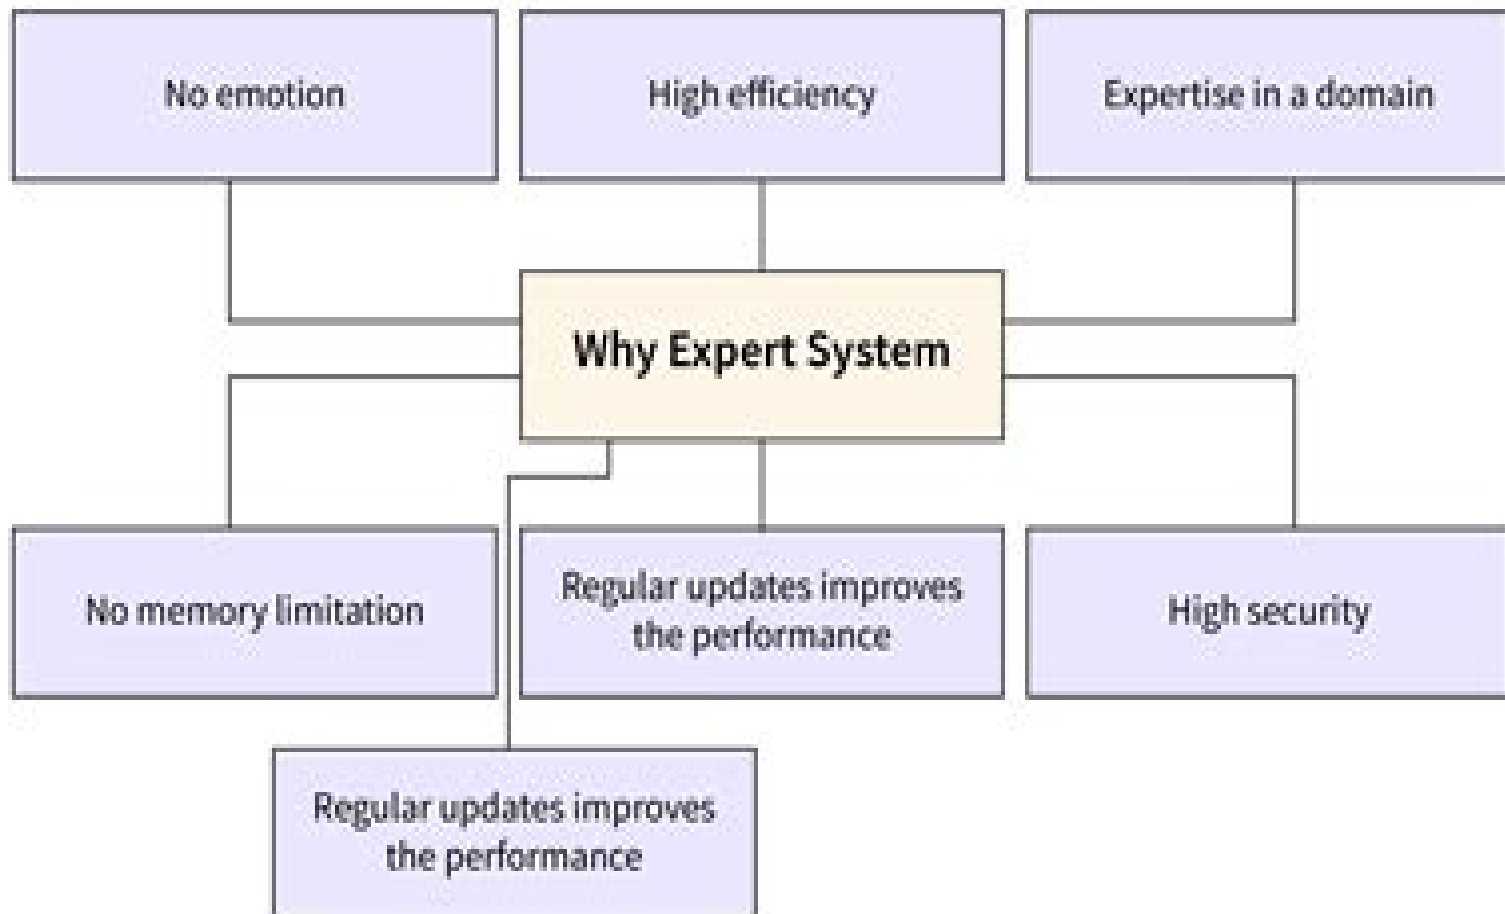 No emotion
High efficiency
Expertise in a domain
Why Expert System
No memory limitation
Regular updates improves
the performance
High security
Regular updates improves
the performance